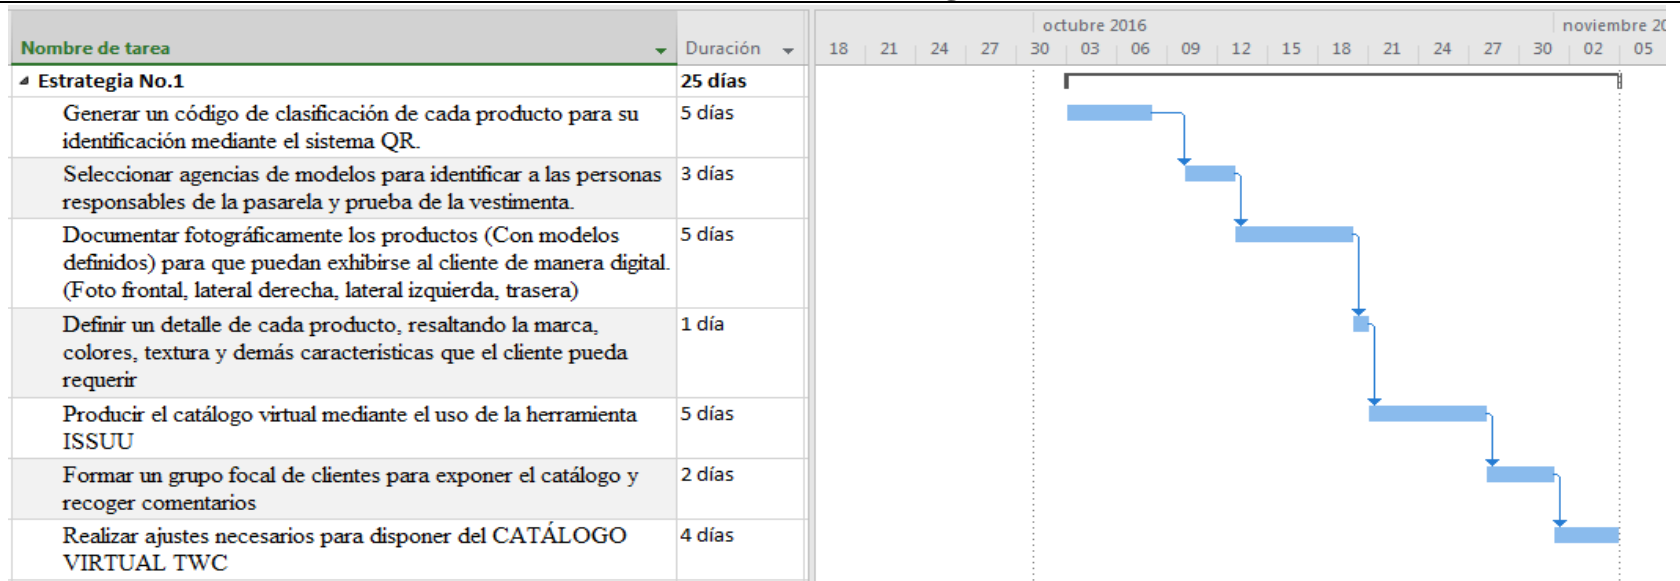 octubre 2016 noviembre 20
Nombre de tarea Duración 18 21 24 27 30 03 06 09 12 15 18 21 24 27 30 02 05
Estrategia No.1 25 días
Generar un código de clasificación de cada producto para su 5 días
identificación mediante el sistema QR.
Seleccionar agencias de modelos para identificar a las personas 3 días
responsables de la pasarela y prueba de la vestimenta.
Documentar fotográficamente los productos (Con modelos 5 días
definidos) para que puedan exhibirse al cliente de manera digital.
(Foto frontal, lateral derecha, lateral izquierda, trasera)
Definir un detalle de cada producto, resaltando la marca, 1 día
colores, textura y demás características que el cliente pueda
requerir
Producir el catálogo virtual mediante el uso de la herramienta 5 días
ISSUU
Formar un grupo focal de clientes para exponer el catálogo y 2 días
recoger comentarios
Realizar ajustes necesarios para disponer del CATÁLOGO 4 días
VIRTUAL TWC